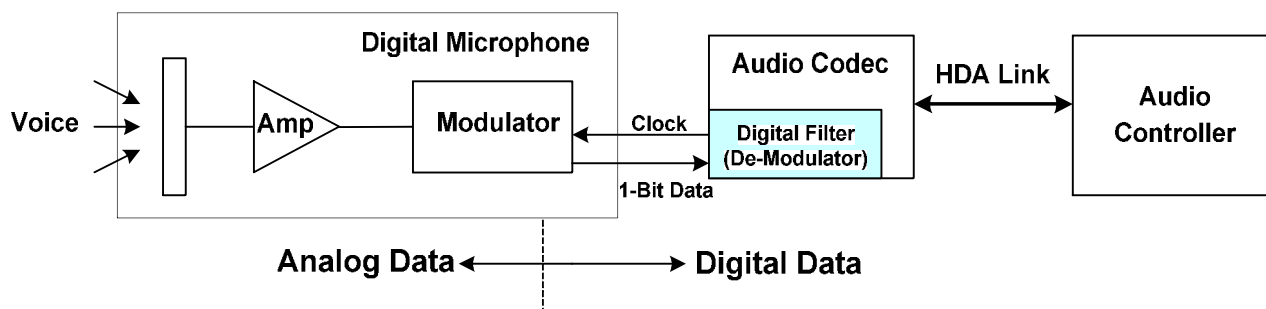 Digital Microphone
Voice
Amp
Modulator
Clock
1-Bit Data
Audio Codec
Digital Filter
(De-Modulator)
HDA Link
Audio
Controller
Analog Data
Digital Data